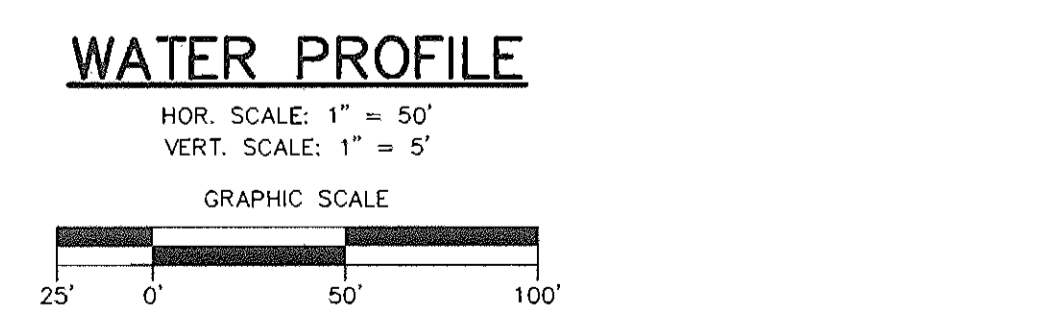 WATER PROFILE
HOR. SCALE: 1" = 50'
VERT. SCALE: 1" = 5'
GRAPHIC SCALE
25' 0' 50' 100'